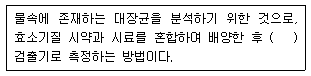 물속에 존재하는 대장균을 분석하기 위한 것으로,
효소기질 시약과 시료를 혼합하여 배양한 후 (   )
검출기로 측정하는 방법이다.